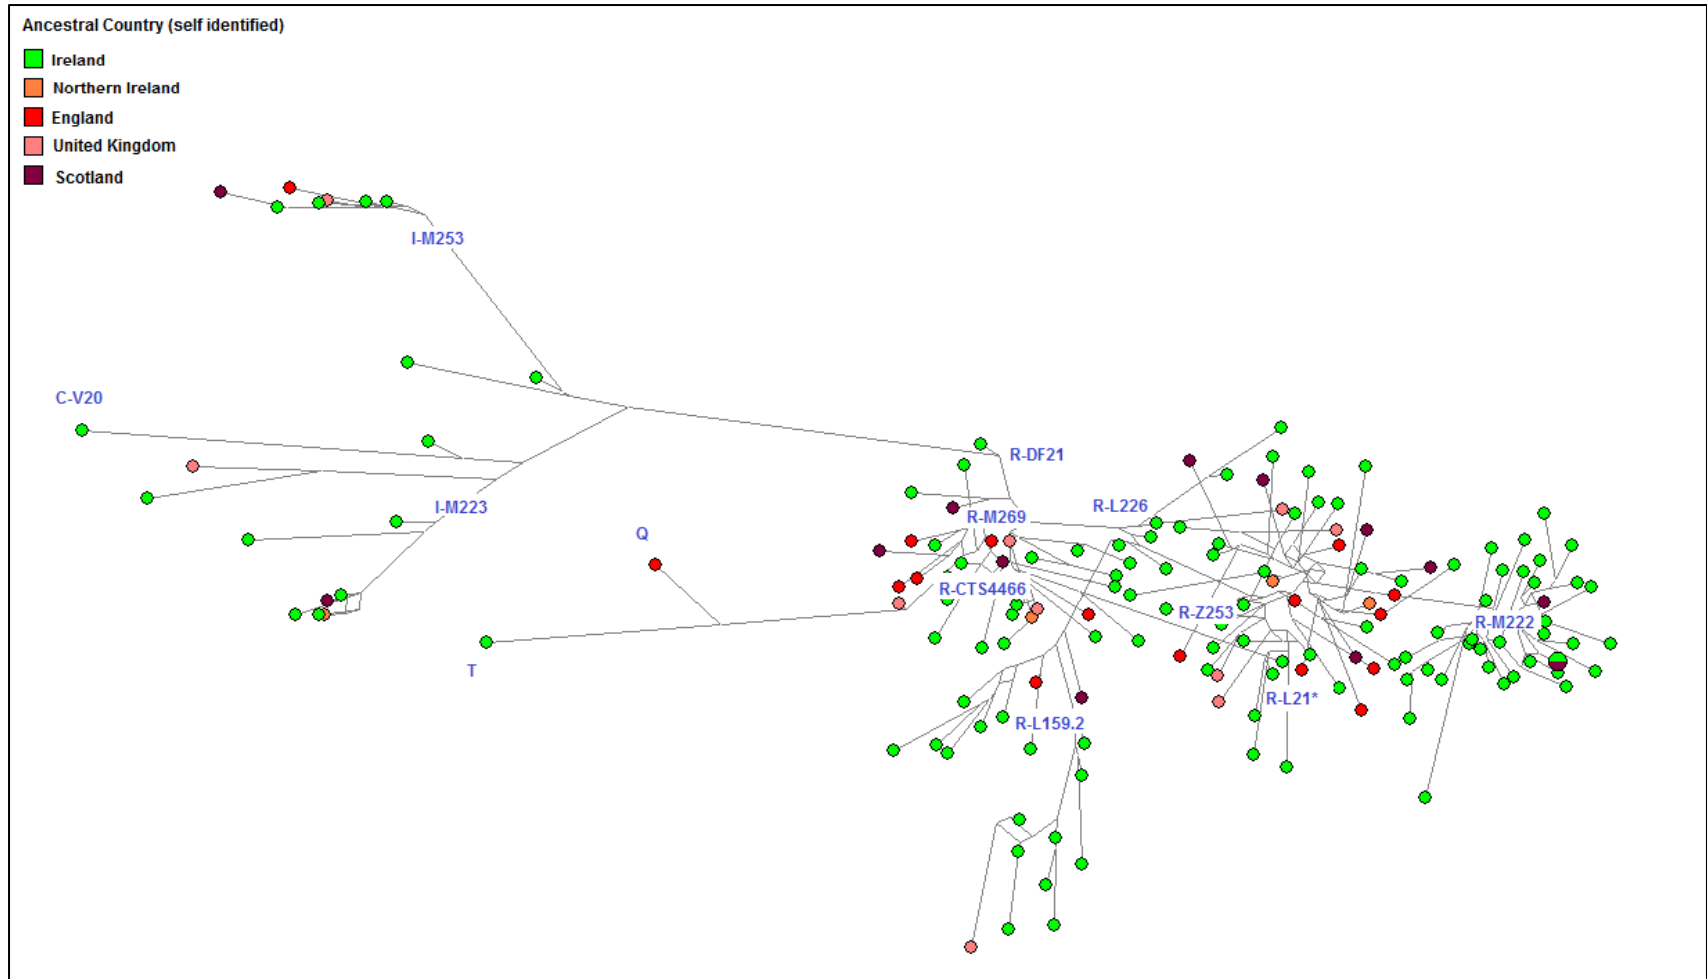 Ancestral Country (self identified)
Ireland
Northern Ireland
England
United Kingdom
Scotland
I-M253
C-V20
R-DF21
I-M223
R-L226
R-M269
Q
R-CTS4466
R-Z253
R-M222
T
R-L21*
R-L159.2